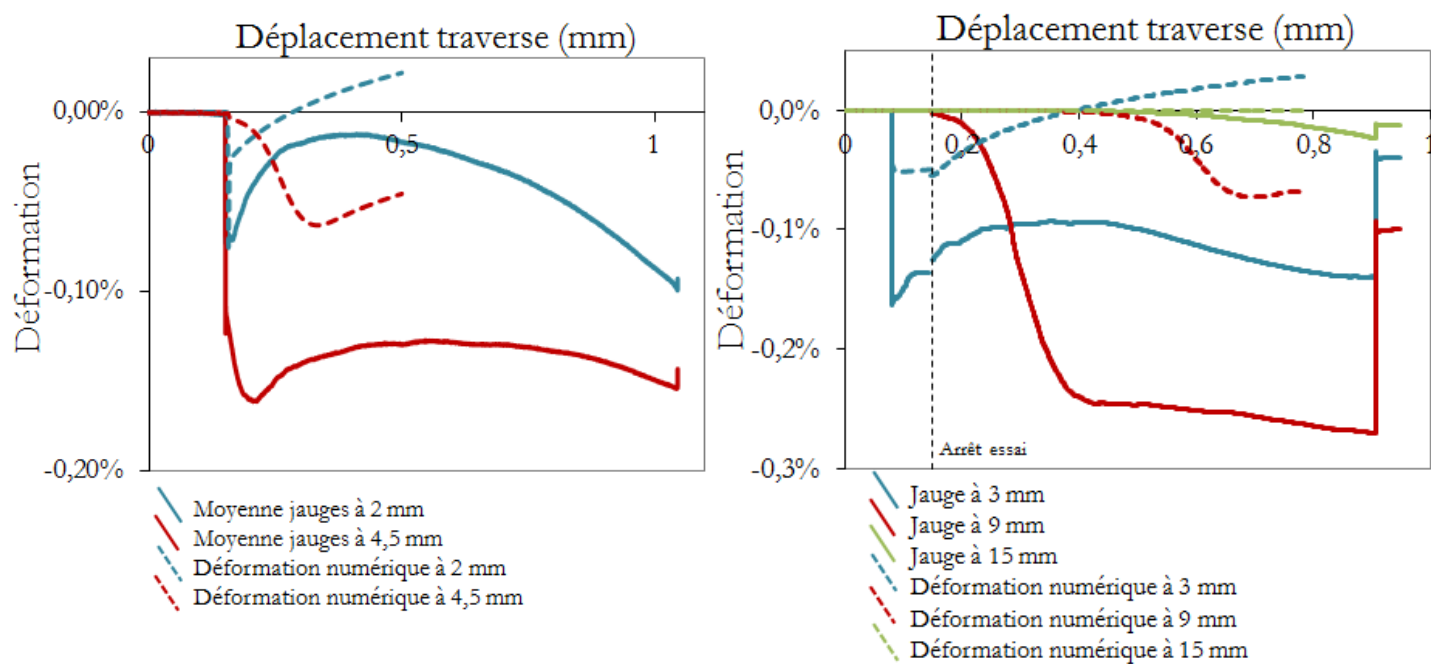 Déplacement traverse (mm)
0,00%
-0,10%
-0,20%
0
0,5
1
Déformation
Moyenne jauges à 2 mm
Moyenne jauges à 4,5 mm
Déformation numérique à 2 mm
Déformation numérique à 4,5 mm
Déplacement traverse (mm)
0,0%
-0,1%
-0,2%
-0,3%
0
0,2
0,4
0,6
0,8
1
Déformation
Arrêt essai
Jauge à 3 mm
Jauge à 9 mm
Jauge à 15 mm
Déformation numérique à 3 mm
Déformation numérique à 9 mm
Déformation numérique à 15 mm